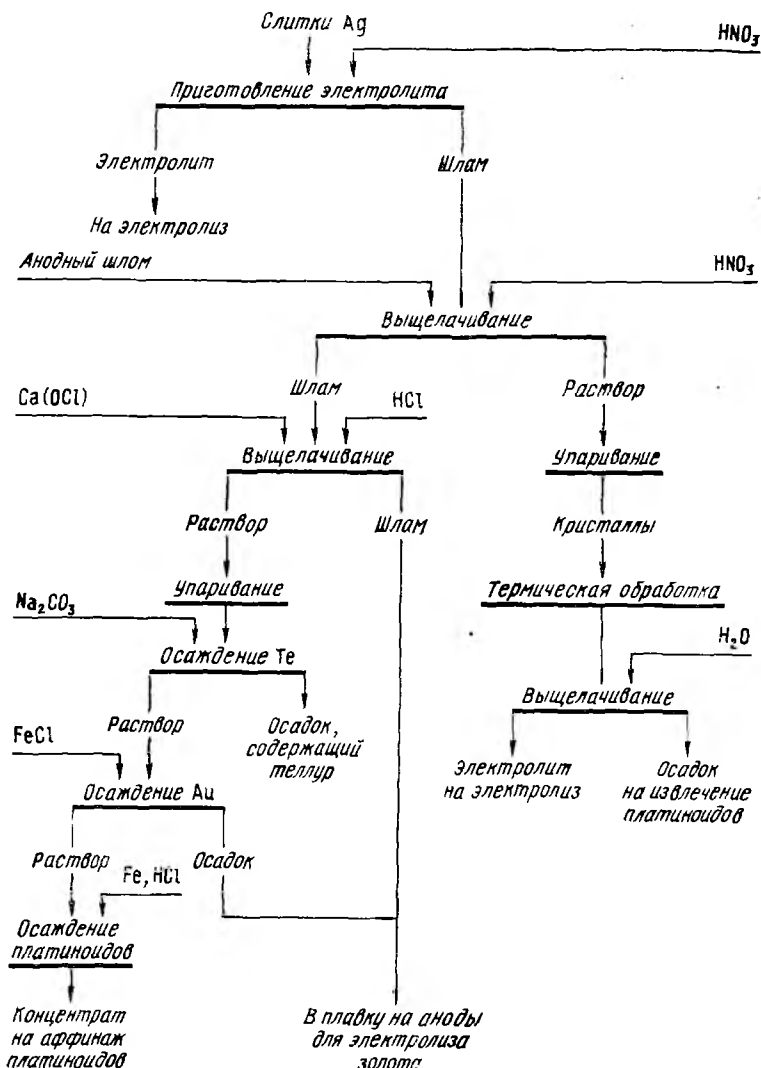 Слитки Ag
HNO₃
Приготовление электролита
Электролит
Шлам
На электролиз
Анодный шлом
HNO₃
Выщелачивание
Шлам
Раствор
Ca(OCl)
HCl
Выщелачивание
Упаривание
Раствор
Шлам
Кристаллы
Упаривание
Термическая обработка
Na₂CO₃
Осаждение Te
H₂O
Выщелачивание
Раствор
Осадок,
содержащий
теллур
FeCl
Электролит
на электролиз
Осадок
на извлечение
платиноидов
Осаждение Au
Раствор
Осадок
Fe, HCl
Осаждение
платиноидов
Концентрат
на аффинаж
платиноидов
В плавку на аноды
для электролиза
золота